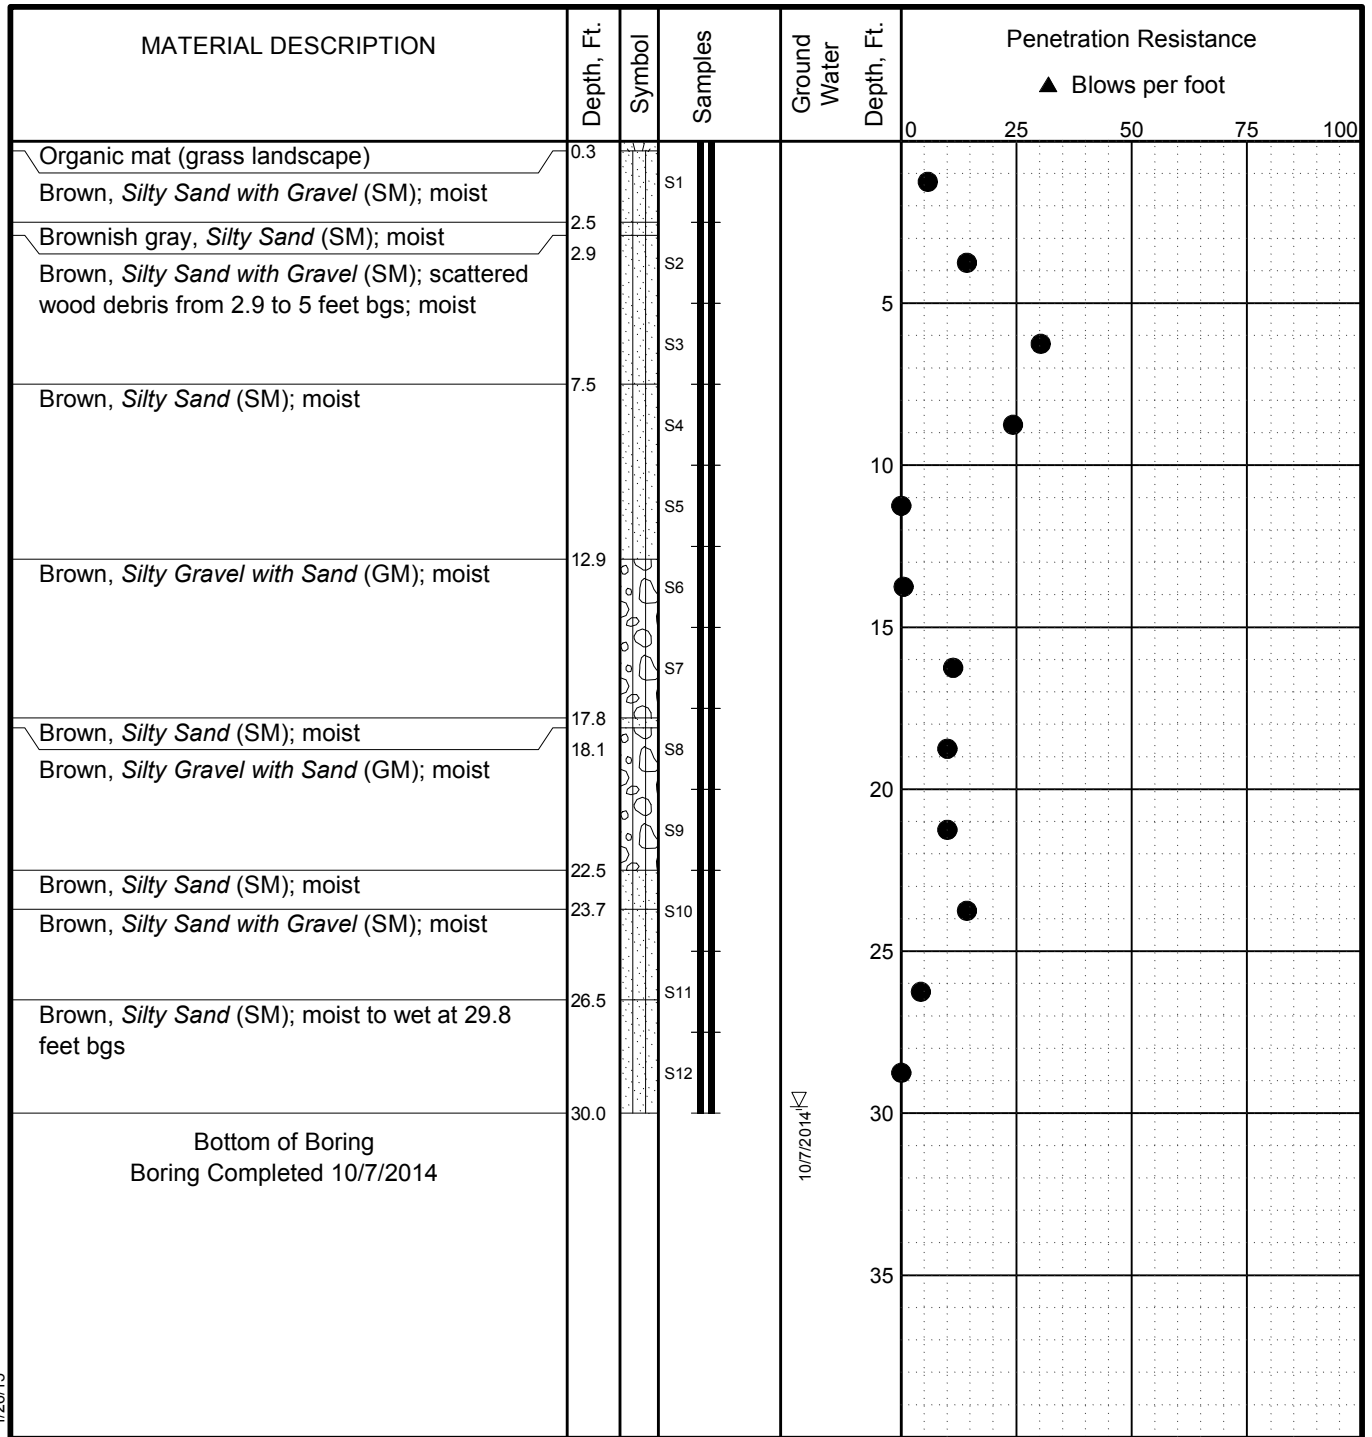 MATERIAL DESCRIPTION
Depth, Ft.
Symbol
Samples
Ground
Water
Depth, Ft.
Penetration Resistance
▲ Blows per foot
0 25 50 75 100
Organic mat (grass landscape)
0.3
Brown, Silty Sand with Gravel (SM); moist
S1
2.5
Brownish gray, Silty Sand (SM); moist
2.9
Brown, Silty Sand with Gravel (SM); scattered
wood debris from 2.9 to 5 feet bgs; moist
S2
5
S3
7.5
Brown, Silty Sand (SM); moist
S4
10
S5
12.9
Brown, Silty Gravel with Sand (GM); moist
S6
15
S7
17.8
Brown, Silty Sand (SM); moist
18.1
S8
Brown, Silty Gravel with Sand (GM); moist
20
S9
22.5
Brown, Silty Sand (SM); moist
23.7
S10
Brown, Silty Sand with Gravel (SM); moist
25
S11
26.5
Brown, Silty Sand (SM); moist to wet at 29.8
feet bgs
S12
30.0
30
10/7/2014
Bottom of Boring
Boring Completed 10/7/2014
35